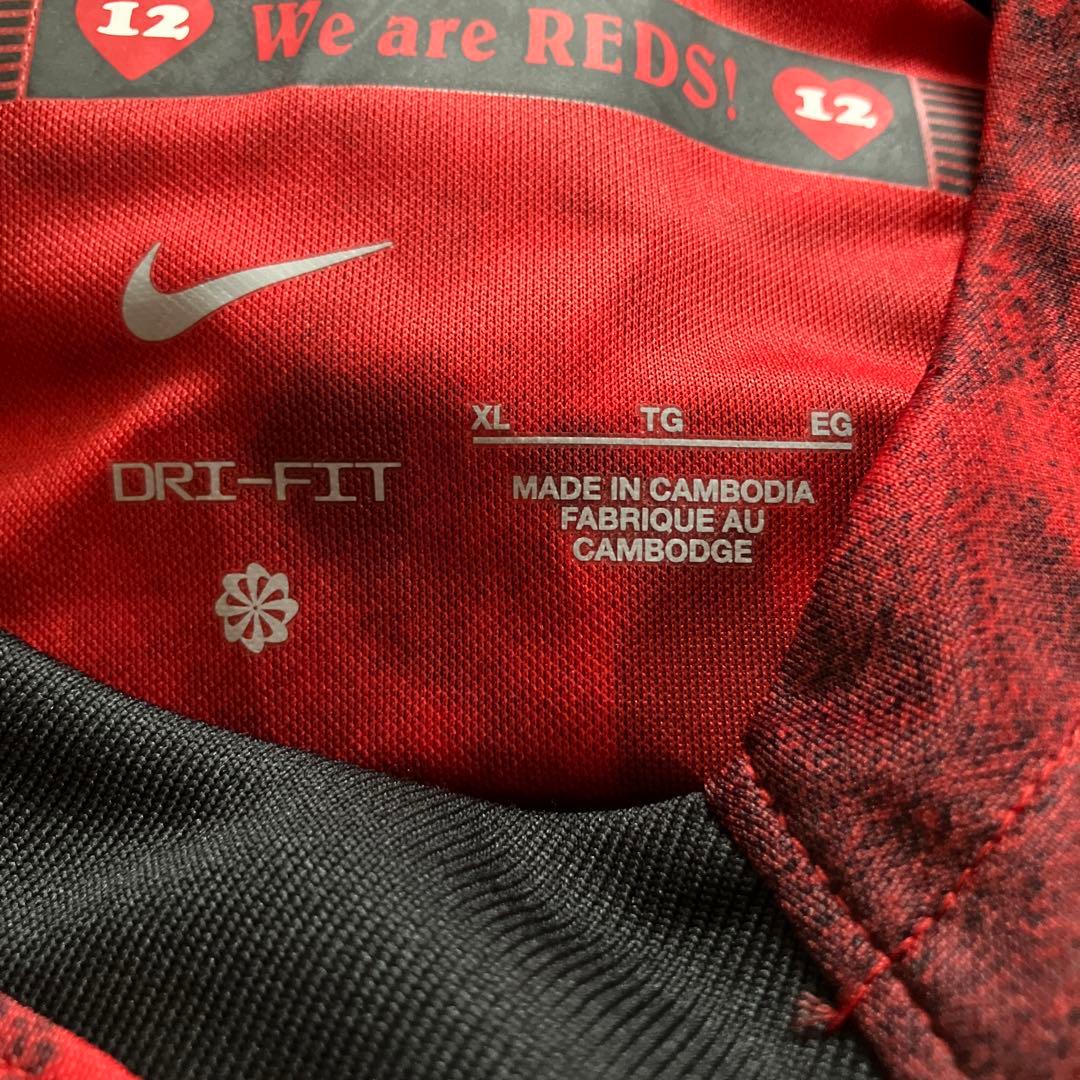 12 We are REDS! 12
XL TG EG
DRI-FIT
MADE IN CAMBODIA
FABRIQUE AU
CAMBODGE